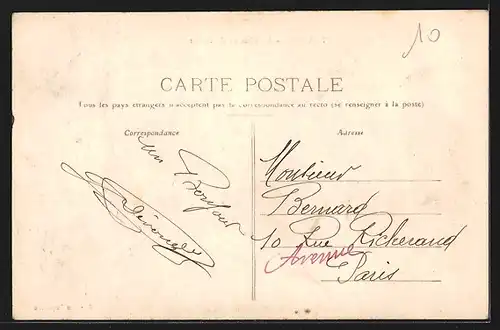 10
CARTE POSTALE
Tous les pays étrangers n'acceptent pas la correspondance au recto (se renseigner à la poste)
Correspondance
Adresse
un
Bonjour
Monsieur
Bernard
10 Rue Richerand
Avenue
Paris